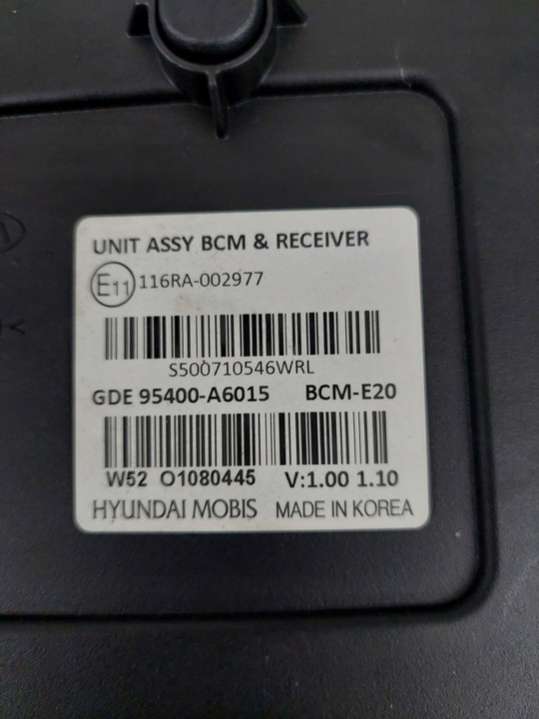 UNIT ASSY BCM & RECEIVER
E11 116RA-002977
S500710546WRL
GDE 95400-A6015 BCM-E20
W52 O1080445 V:1.00 1.10
HYUNDAI MOBIS MADE IN KOREA